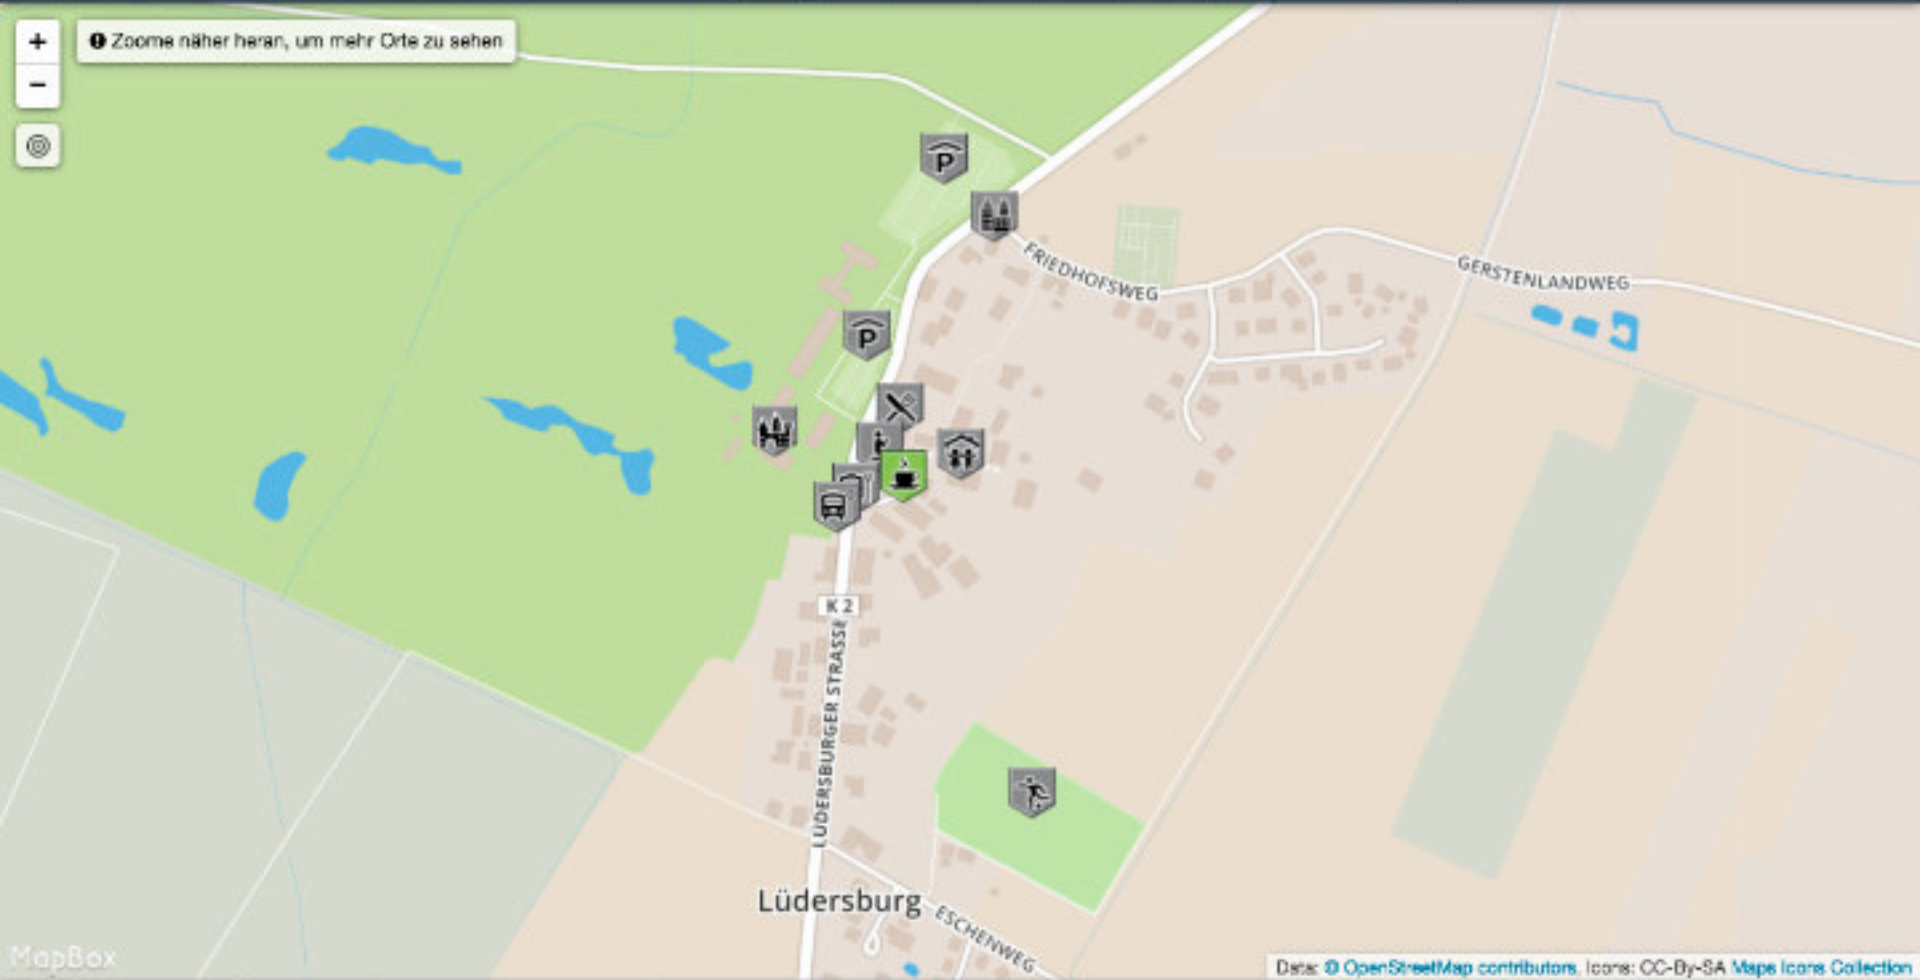 +
Zoome näher heran, um mehr Orte zu sehen
−
P
FRIEDHOFSWEG
GERSTENLANDWEG
P
K 2
LÜDERSBURGER STRASSE
Lüdersburg
ESCHENWEG
MapBox
Data: © OpenStreetMap contributors. Icons: CC-By-SA Maps Icons Collection